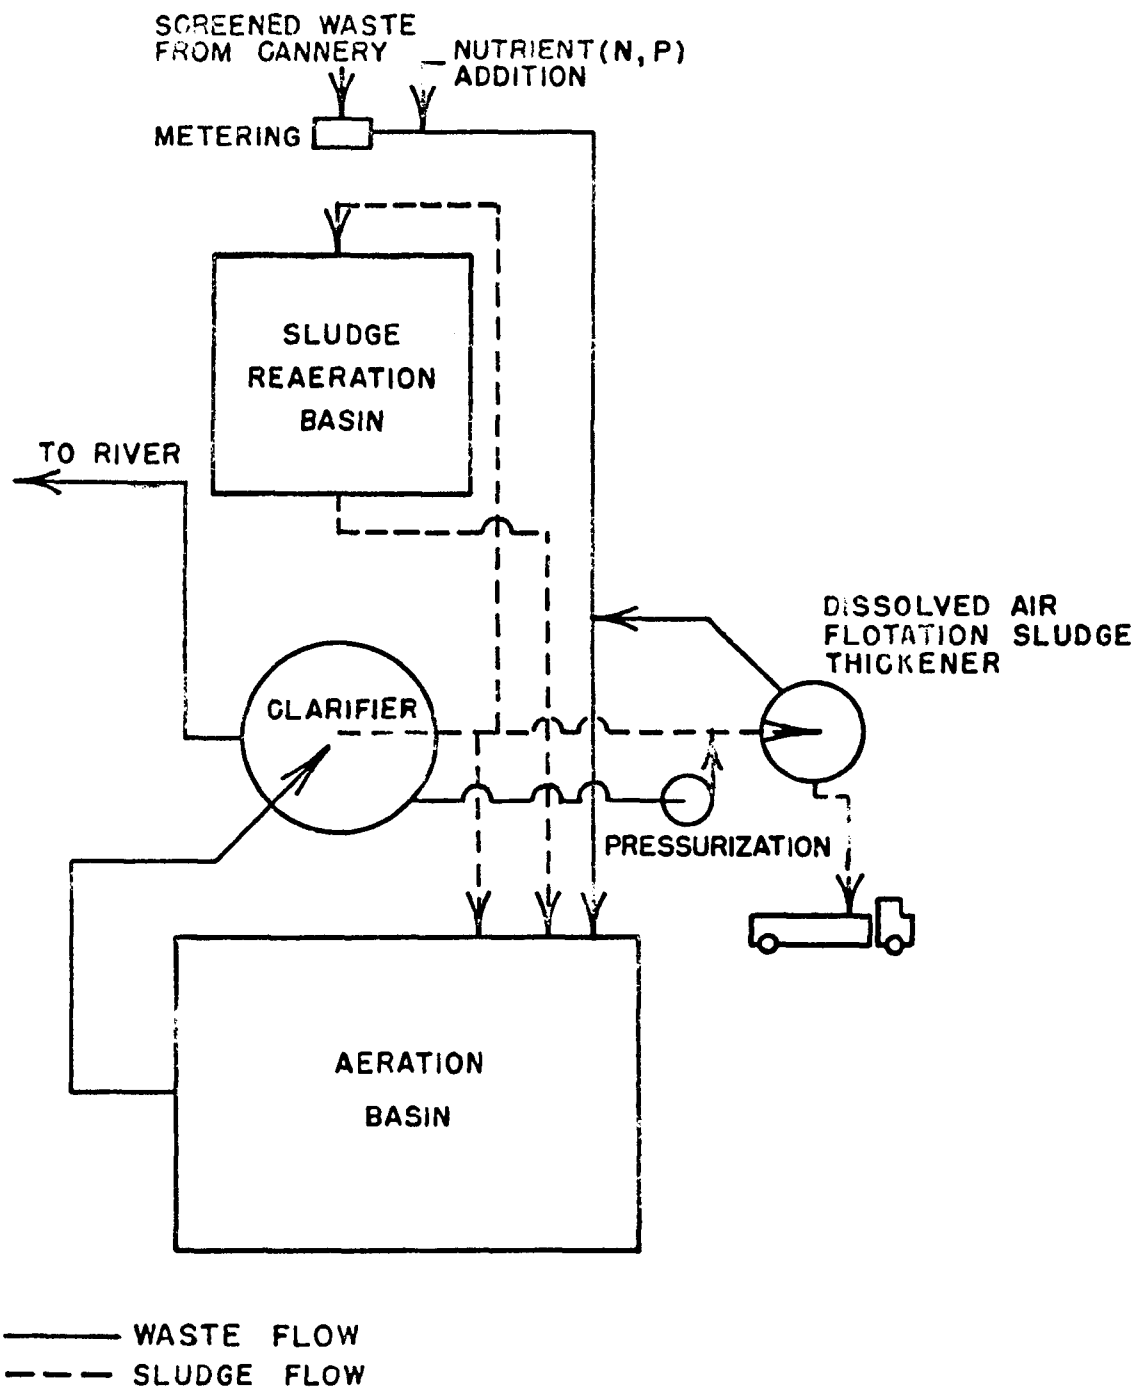 SCREENED WASTE
FROM CANNERY
NUTRIENT(N,P)
ADDITION
METERING
SLUDGE
REAERATION
BASIN
TO RIVER
DISSOLVED AIR
FLOTATION SLUDGE
THICKENER
CLARIFIER
PRESSURIZATION
AERATION
BASIN
WASTE FLOW
SLUDGE FLOW